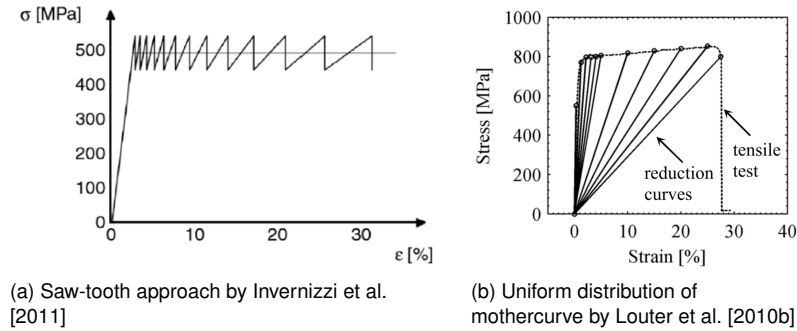 σ [MPa]
500
400
300
200
100
0
0
10
20
30
ε [%]
(a) Saw-tooth approach by Invernizzi et al.
[2011]
1000
800
600
400
200
0
Stress [MPa]
0
10
20
30
40
Strain [%]
reduction
curves
tensile
test
(b) Uniform distribution of
mothercurve by Louter et al. [2010b]